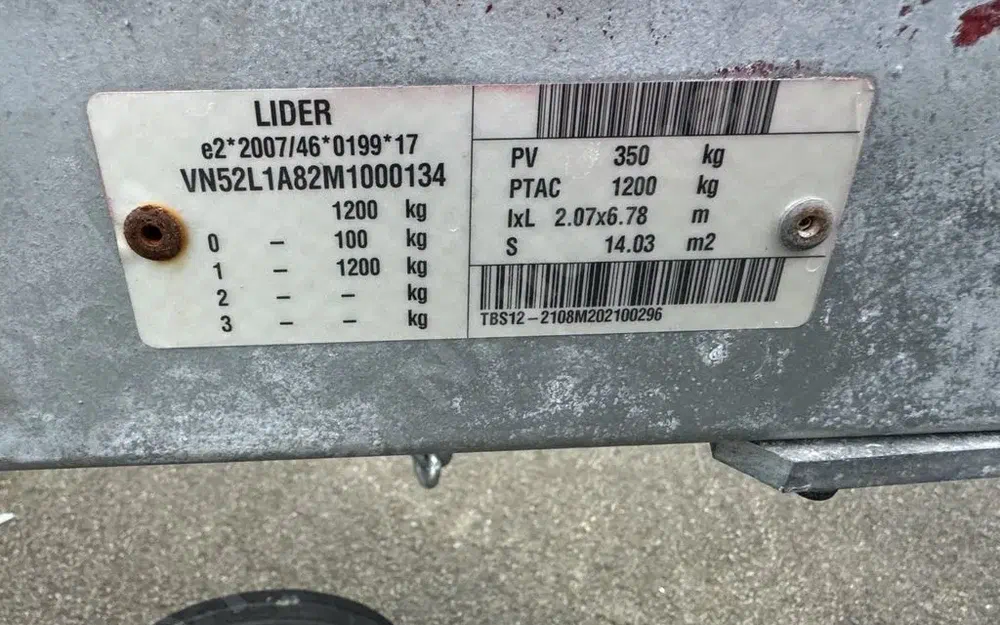 LIDER
e2*2007/46*0199*17
VN52L1A82M1000134
1200 kg
0 – 100 kg
1 – 1200 kg
2 – – kg
3 – – kg
PV 350 kg
PTAC 1200 kg
lxL 2.07x6.78 m
S 14.03 m2
TBS12–2108M202100296